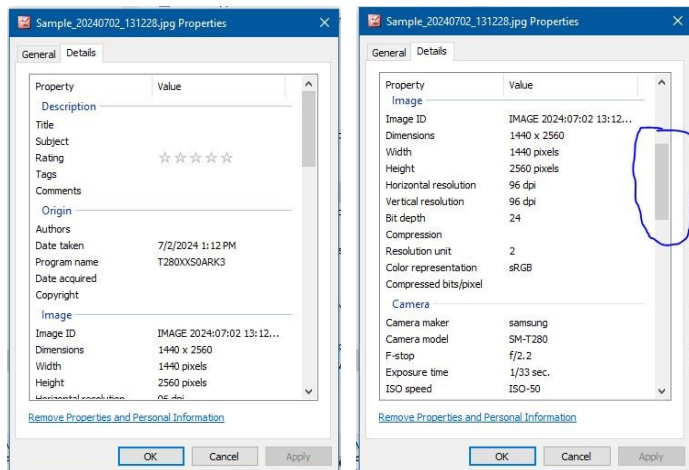 Sample_20240702_131228.jpg Properties
General Details
Property Value
Description
Title
Subject
Rating
Tags
Comments
Origin
Authors
Date taken 7/2/2024 1:12 PM
Program name T280XXS0ARK3
Date acquired
Copyright
Image
Image ID IMAGE 2024:07:02 13:12...
Dimensions 1440 x 2560
Width 1440 pixels
Height 2560 pixels
Horizontal resolution 96 dpi
Remove Properties and Personal Information
OK Cancel Apply
Sample_20240702_131228.jpg Properties
General Details
Property Value
Image
Image ID IMAGE 2024:07:02 13:12...
Dimensions 1440 x 2560
Width 1440 pixels
Height 2560 pixels
Horizontal resolution 96 dpi
Vertical resolution 96 dpi
Bit depth 24
Compression
Resolution unit 2
Color representation sRGB
Compressed bits/pixel
Camera
Camera maker samsung
Camera model SM-T280
F-stop f/2.2
Exposure time 1/33 sec.
ISO speed ISO-50
Remove Properties and Personal Information
OK Cancel Apply